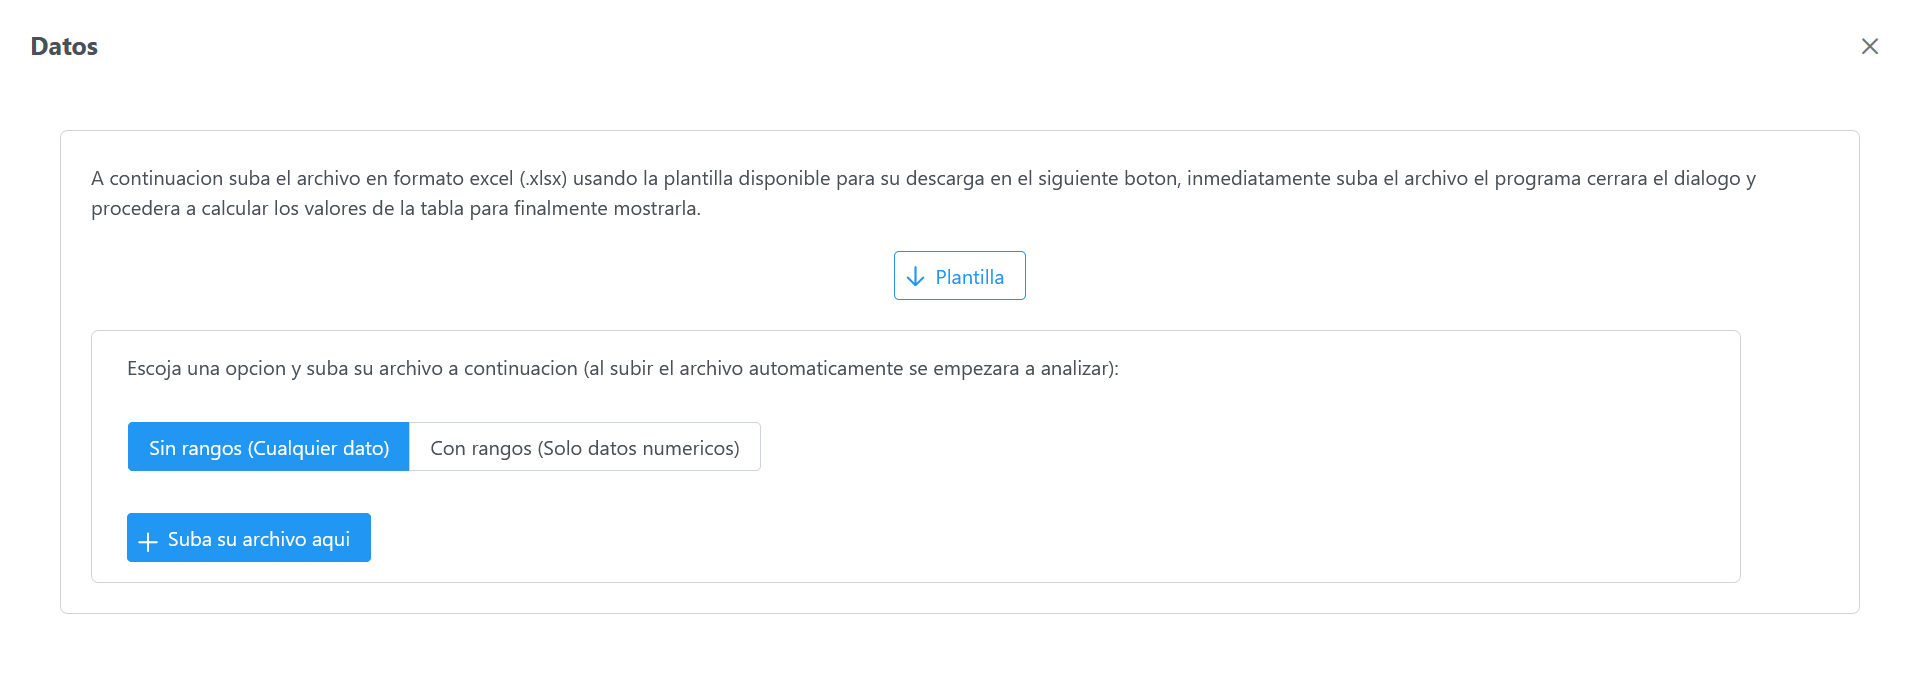 Datos
A continuacion suba el archivo en formato excel (.xlsx) usando la plantilla disponible para su descarga en el siguiente boton, inmediatamente suba el archivo el programa cerrara el dialogo y
procedera a calcular los valores de la tabla para finalmente mostrarla.
Plantilla
Escoja una opcion y suba su archivo a continuacion (al subir el archivo automaticamente se empezara a analizar):
Sin rangos (Cualquier dato) Con rangos (Solo datos numericos)
Suba su archivo aqui